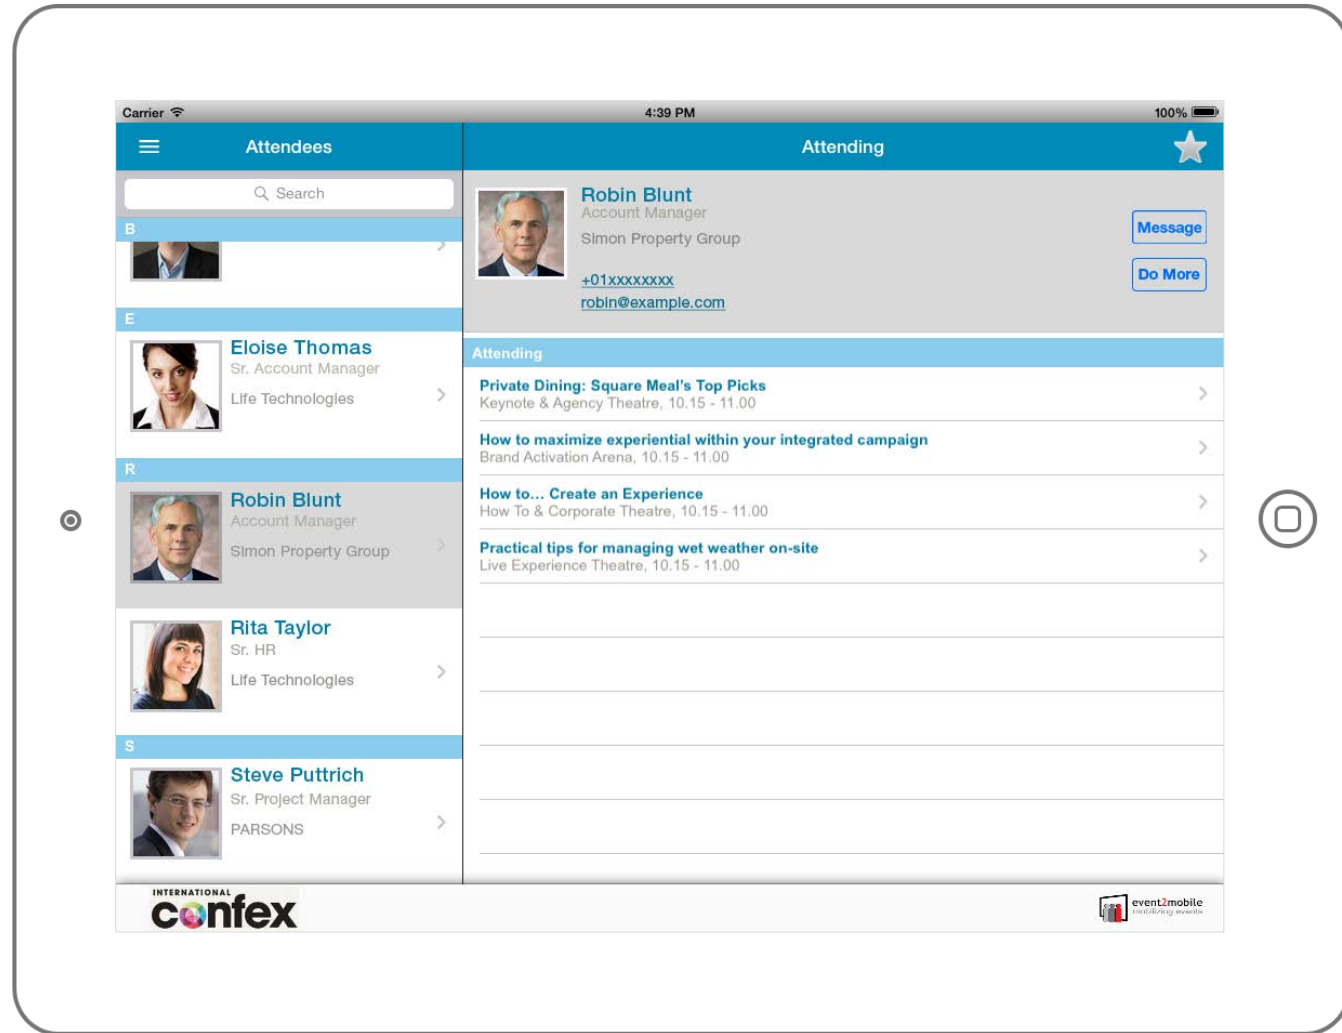 Carrier 4:39 PM 100%
Attendees
Attending
Search
B
E
Eloise Thomas
Sr. Account Manager
Life Technologies
R
Robin Blunt
Account Manager
Simon Property Group
Rita Taylor
Sr. HR
Life Technologies
S
Steve Puttrich
Sr. Project Manager
PARSONS
Robin Blunt
Account Manager
Simon Property Group
+01xxxxxxxx
robin@example.com
Message
Do More
Attending
Private Dining: Square Meal's Top Picks
Keynote & Agency Theatre, 10.15 - 11.00
How to maximize experiential within your integrated campaign
Brand Activation Arena, 10.15 - 11.00
How to... Create an Experience
How To & Corporate Theatre, 10.15 - 11.00
Practical tips for managing wet weather on-site
Live Experience Theatre, 10.15 - 11.00
INTERNATIONAL
confex
event2mobile
mobilizing events